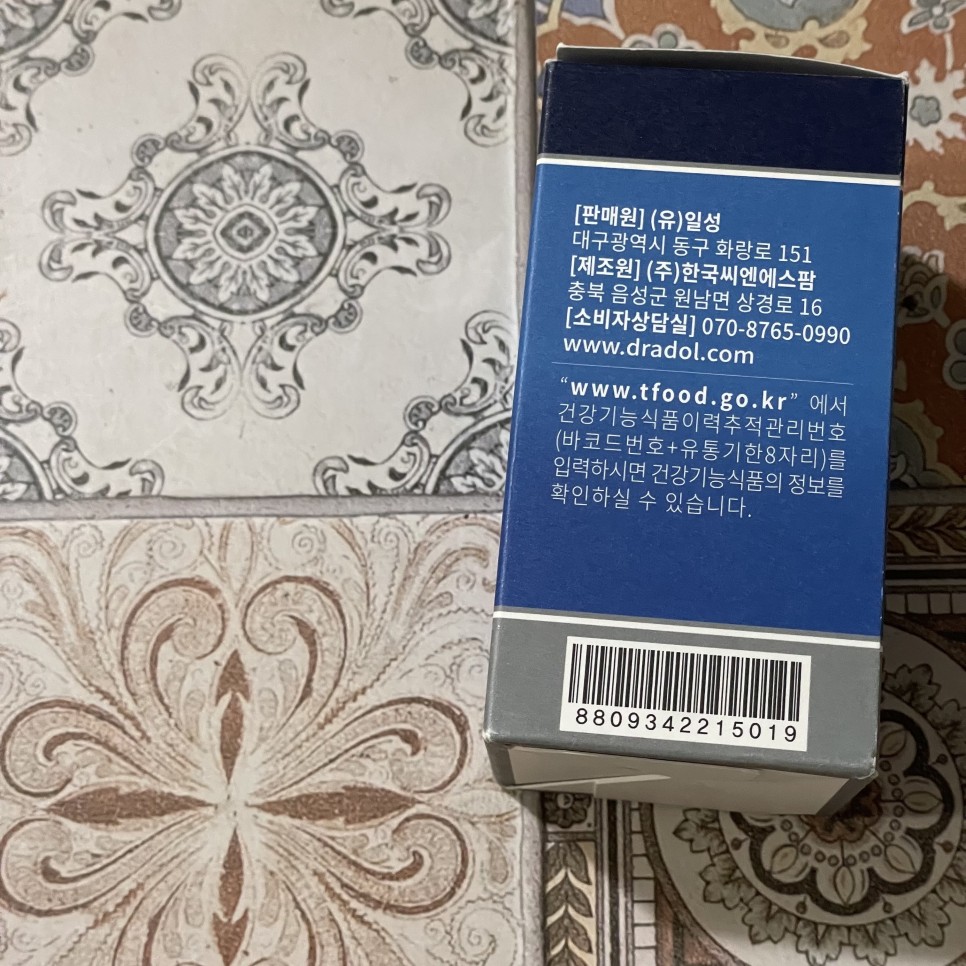 [판매원] (유)일성
대구광역시 동구 화랑로 151
[제조원] (주)한국씨엔에스팜
충북 음성군 원남면 상경로 16
[소비자상담실] 070-8765-0990
www.dradol.com
“www.tfood.go.kr” 에서
건강기능식품이력추적관리번호
(바코드번호+유통기한8자리)를
입력하시면 건강기능식품의 정보를
확인하실 수 있습니다.
8809342215019